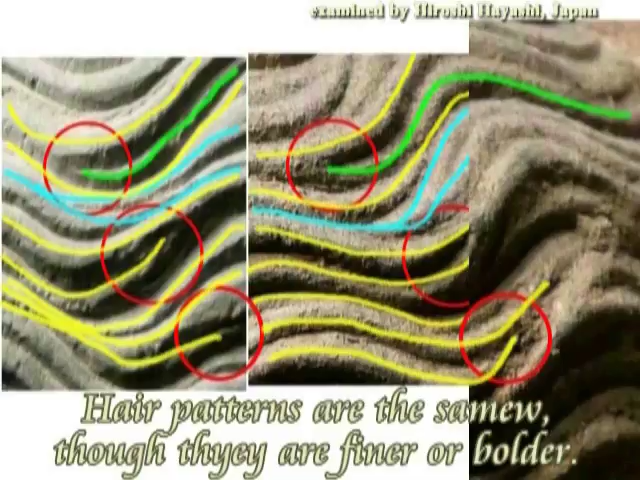 examined by Hiroshi Hayashi, Japan
Hair patterns are the samew,
though thyey are finer or bolder.